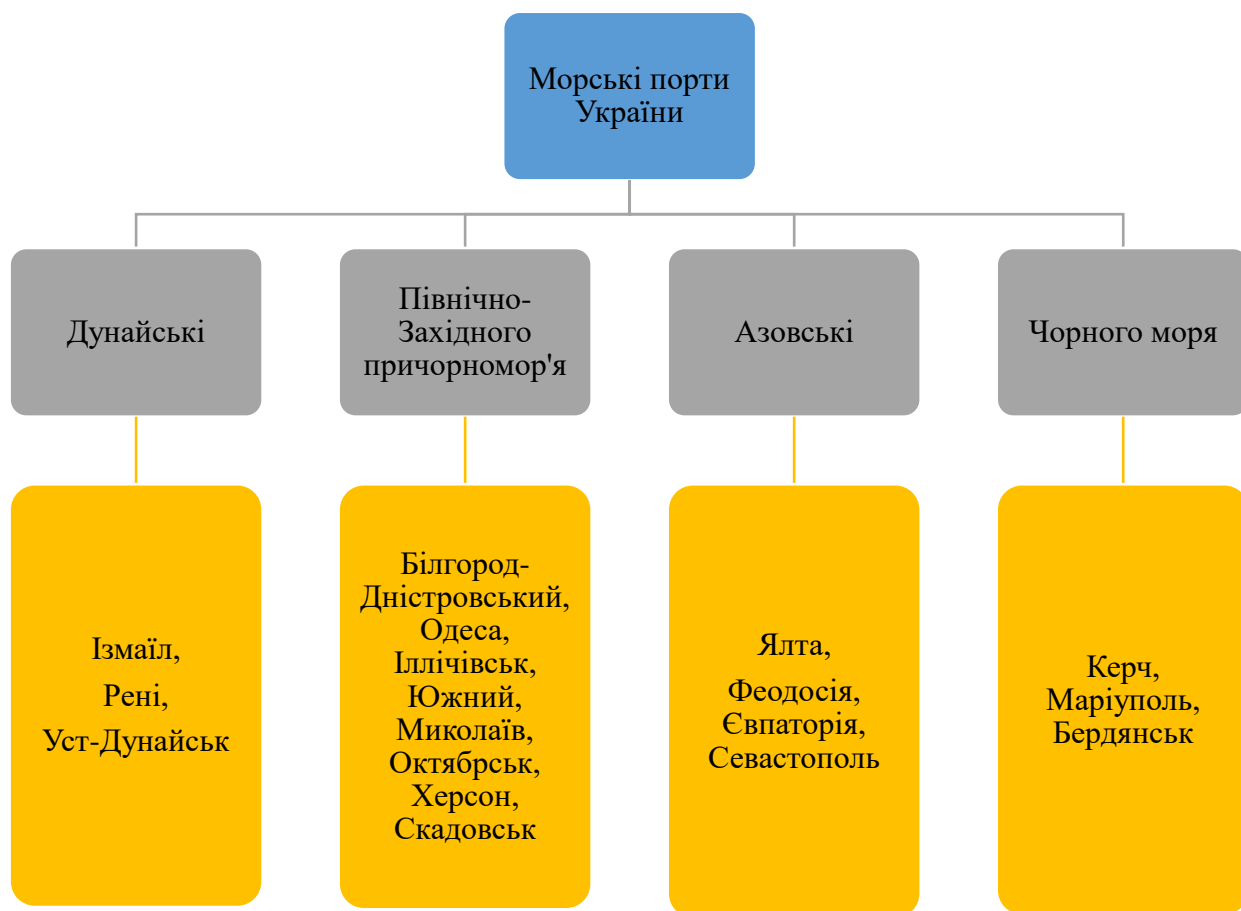 Морські порти
України
Дунайські
Північно-
Західного
причорномор'я
Азовські
Чорного моря
Ізмаїл,
Рені,
Уст-Дунайськ
Білгород-
Дністровський,
Одеса,
Іллічівськ,
Южний,
Миколаїв,
Октябрськ,
Херсон,
Скадовськ
Ялта,
Феодосія,
Євпаторія,
Севастополь
Керч,
Маріуполь,
Бердянськ